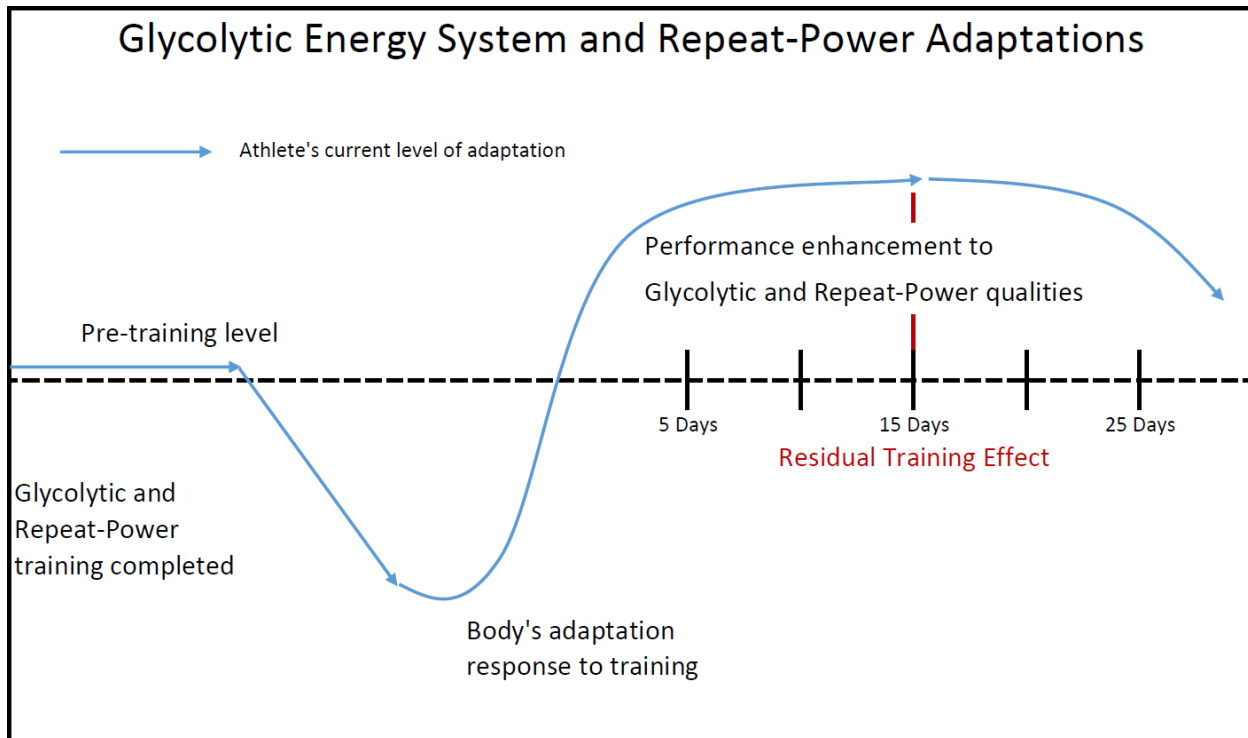 Glycolytic Energy System and Repeat-Power Adaptations
Athlete's current level of adaptation
Performance enhancement to
Glycolytic and Repeat-Power qualities
Pre-training level
5 Days
15 Days
25 Days
Residual Training Effect
Glycolytic and
Repeat-Power
training completed
Body's adaptation
response to training